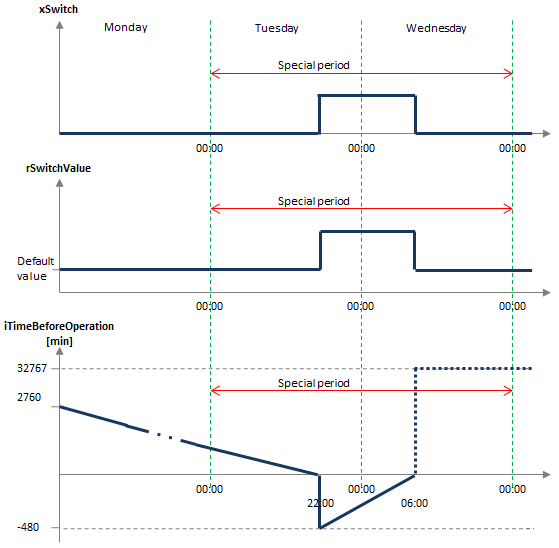 xSwitch
Monday Tuesday Wednesday
Special period
00:00 00:00 00:00
rSwitchValue
Special period
Default
value
00:00 00:00 00:00
iTimeBeforeOperation
[min]
32767
Special period
2760
00:00 00:00 00:00
22:00 06:00
-480